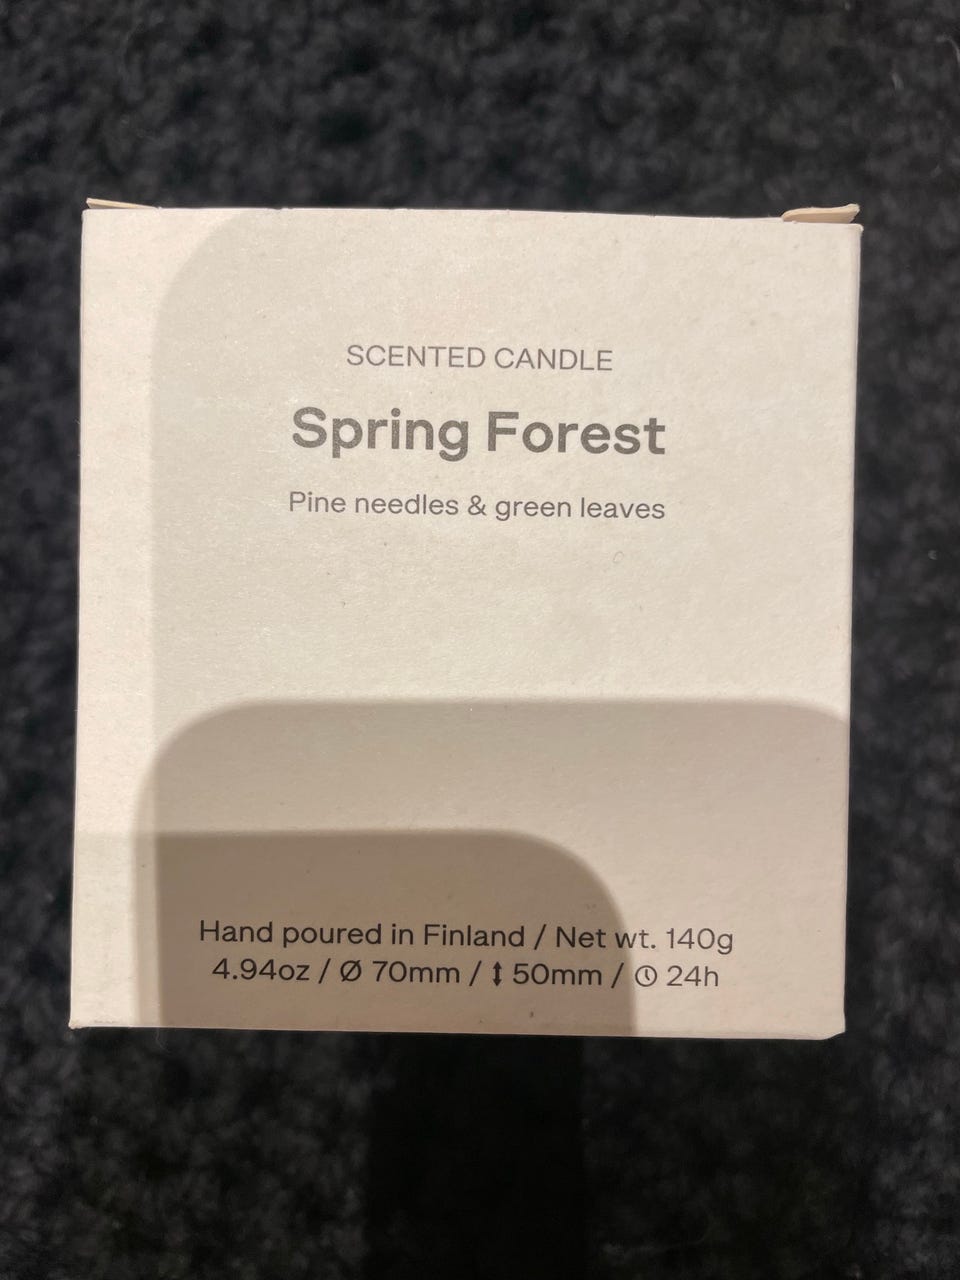 SCENTED CANDLE
Spring Forest
Pine needles & green leaves
Hand poured in Finland / Net wt. 140g
4.94oz / Ø 70mm / ↕ 50mm / 🕓 24h